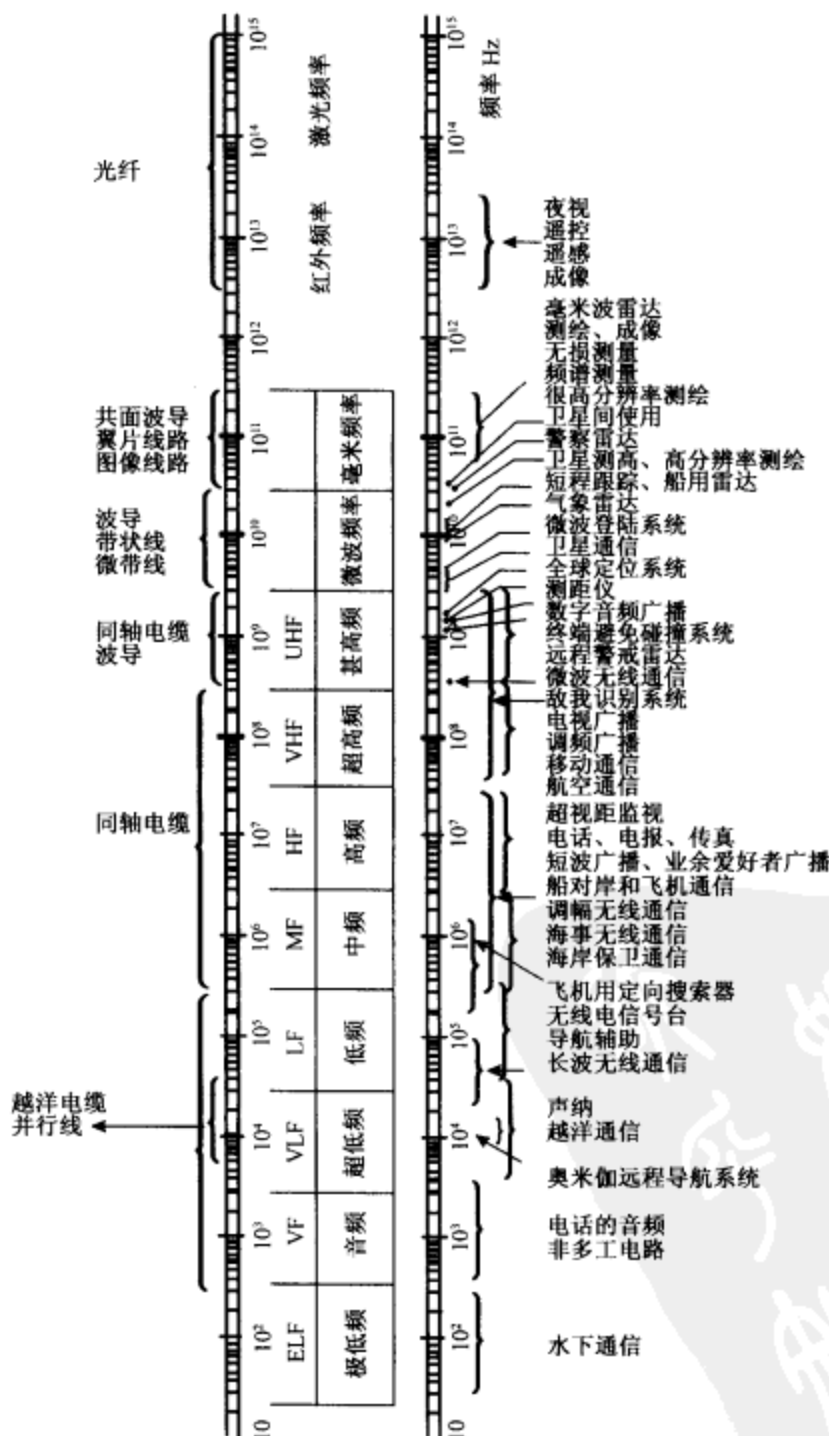 光纤
共面波导
翼片线路
图像线路
波导
带状线
微带线
同轴电缆
波导
同轴电缆
越洋电缆
并行线
10¹⁵
10¹⁴
10¹³
10¹²
10¹¹
10¹⁰
10⁹
10⁸
10⁷
10⁶
10⁵
10⁴
10³
10²
10
激光频率
红外频率
毫米频率
微波频率
UHF
甚高频
VHF
超高频
HF
高频
MF
中频
LF
低频
VLF
超低频
VF
音频
ELF
极低频
频率 Hz
10¹⁵
10¹⁴
10¹³
10¹²
10¹¹
10⁸
10⁷
10⁶
10⁵
10⁴
10³
10²
10
夜视
遥控
遥感
成像
毫米波雷达
测绘、成像
无损测量
频谱测量
很高分辨率测绘
卫星间使用
警察雷达
卫星测高、高分辨率测绘
短程跟踪、船用雷达
气象雷达
微波登陆系统
卫星通信
全球定位系统
测距仪
数字音频广播
终端避免碰撞系统
远程警戒雷达
微波无线通信
敌我识别系统
电视广播
调频广播
移动通信
航空通信
超视距监视
电话、电报、传真
短波广播、业余爱好者广播
船对岸和飞机通信
调幅无线通信
海事无线通信
海岸保卫通信
飞机用定向搜索器
无线电信号台
导航辅助
长波无线通信
声纳
越洋通信
奥米伽远程导航系统
电话的音频
非多工电路
水下通信